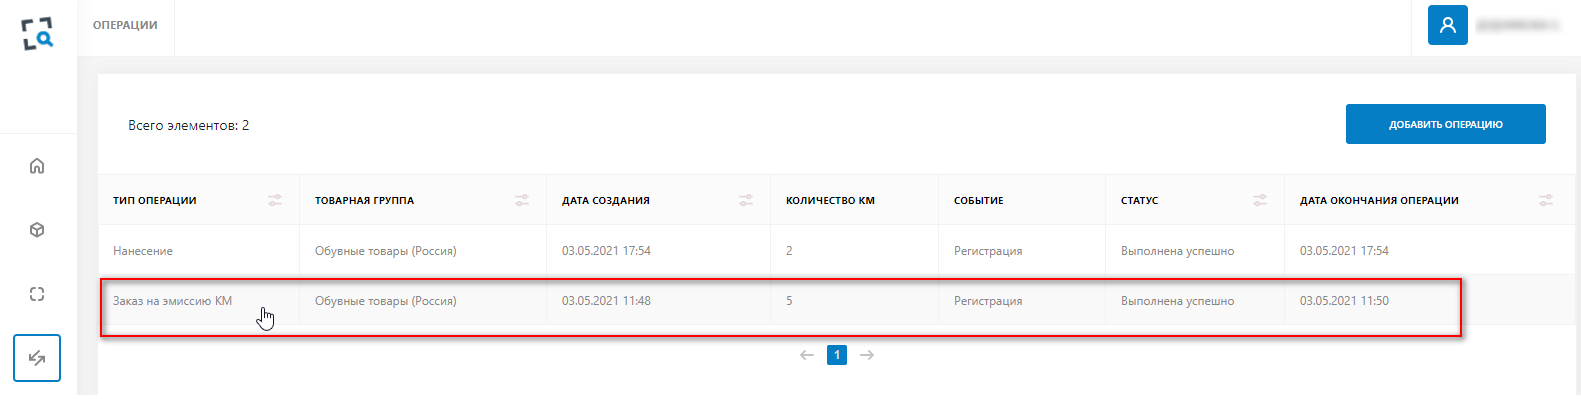 ОПЕРАЦИИ
Всего элементов: 2
ДОБАВИТЬ ОПЕРАЦИЮ
ТИП ОПЕРАЦИИ ТОВАРНАЯ ГРУППА ДАТА СОЗДАНИЯ КОЛИЧЕСТВО КМ СОБЫТИЕ СТАТУС ДАТА ОКОНЧАНИЯ ОПЕРАЦИИ
Нанесение Обувные товары (Россия) 03.05.2021 17:54 2 Регистрация Выполнена успешно 03.05.2021 17:54
Заказ на эмиссию КМ Обувные товары (Россия) 03.05.2021 11:48 5 Регистрация Выполнена успешно 03.05.2021 11:50
1